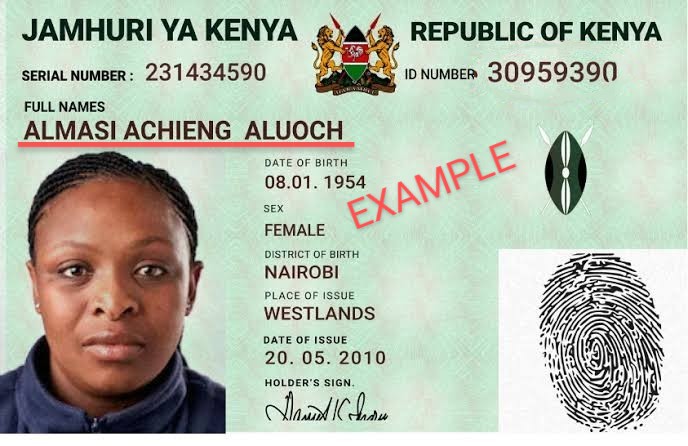 JAMHURI YA KENYA
REPUBLIC OF KENYA
SERIAL NUMBER : 231434590
ID NUMBER 30959390
FULL NAMES
ALMASI ACHIENG ALUOCH
DATE OF BIRTH
08.01. 1954
EXAMPLE
SEX
FEMALE
DISTRICT OF BIRTH
NAIROBI
PLACE OF ISSUE
WESTLANDS
DATE OF ISSUE
20. 05. 2010
HOLDER'S SIGN.